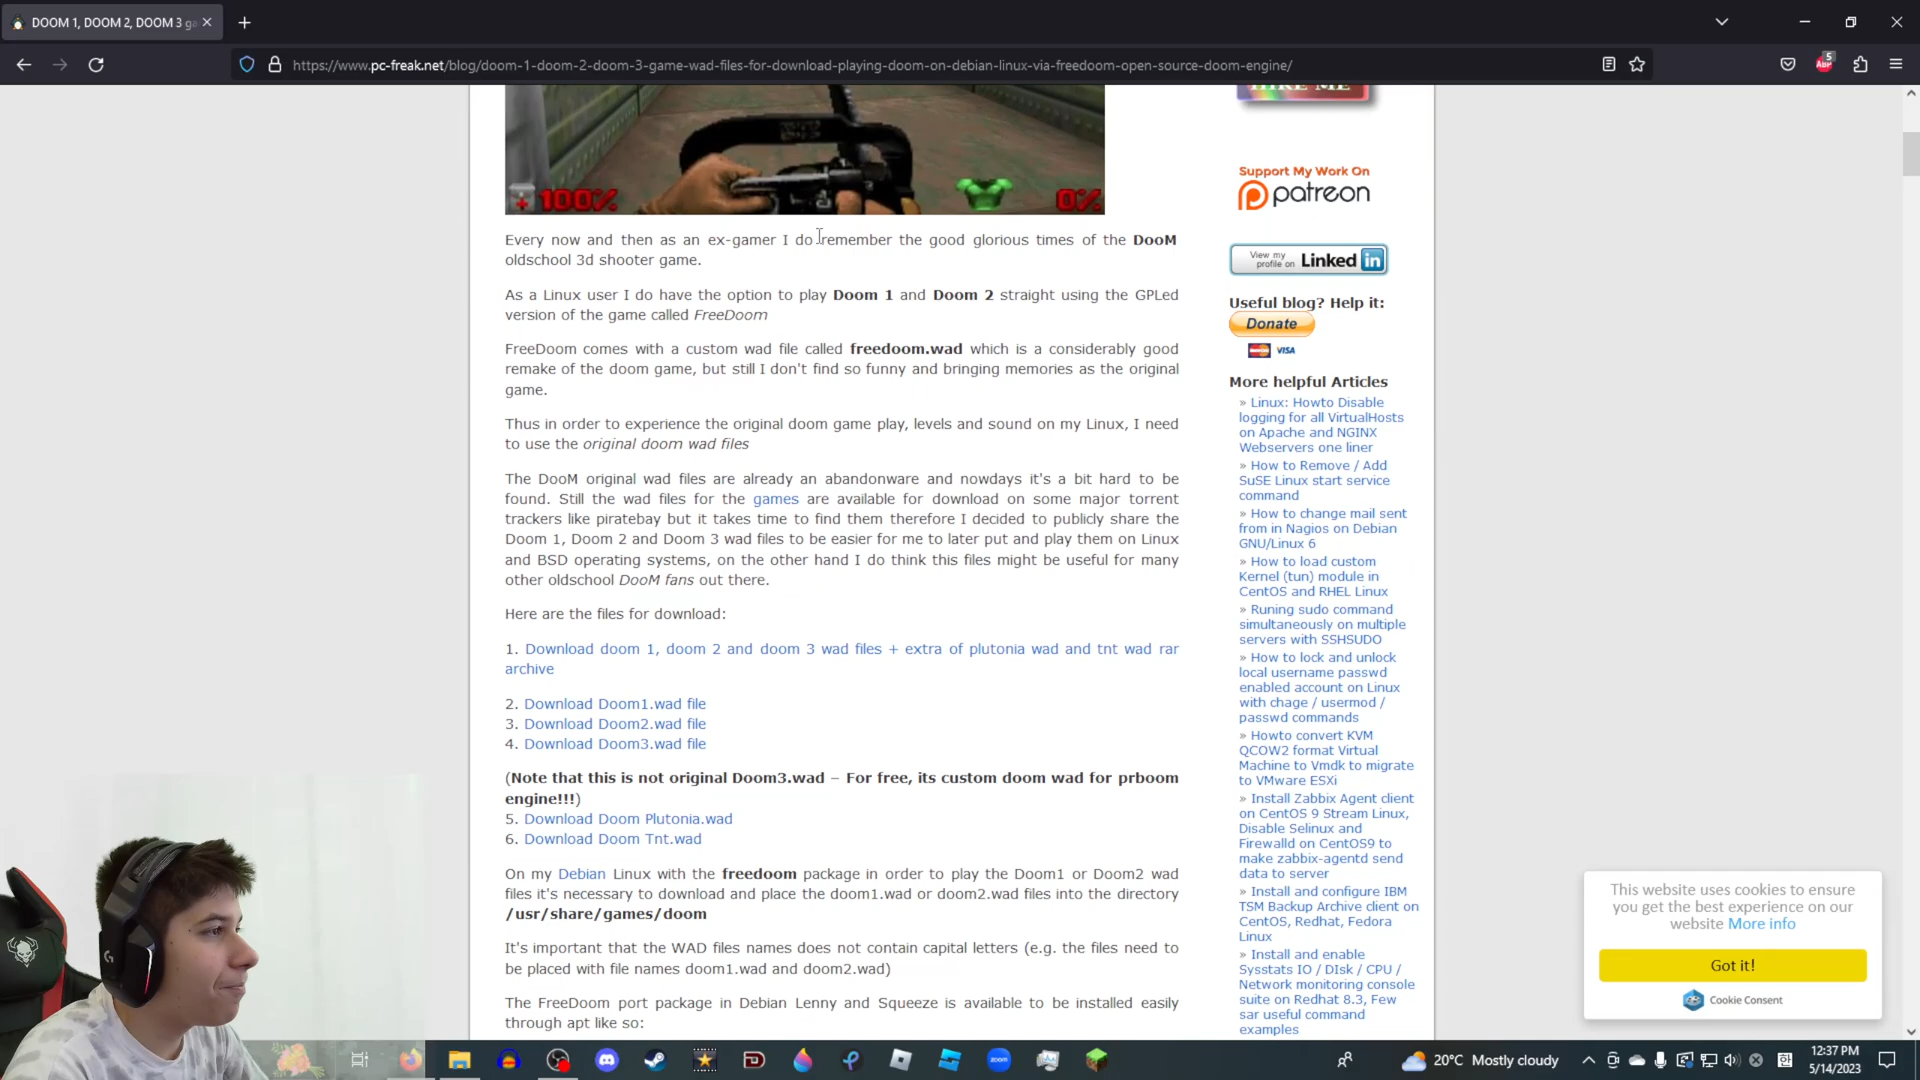 DOOM 1, DOOM 2, DOOM 3 ga
https://www.pc-freak.net/blog/doom-1-doom-2-doom-3-game-wad-files-for-download-playing-doom-on-debian-linux-via-freedoom-open-source-doom-engine/
ABP
5
HIRE ME
100%
0%
Every now and then as an ex-gamer I do remember the good glorious times of the DooM
oldschool 3d shooter game.
As a Linux user I do have the option to play Doom 1 and Doom 2 straight using the GPLed
version of the game called FreeDoom
FreeDoom comes with a custom wad file called freedoom.wad which is a considerably good
remake of the doom game, but still I don't find so funny and bringing memories as the original
game.
Thus in order to experience the original doom game play, levels and sound on my Linux, I need
to use the original doom wad files
The DooM original wad files are already an abandonware and nowdays it's a bit hard to be
found. Still the wad files for the games are available for download on some major torrent
trackers like piratebay but it takes time to find them therefore I decided to publicly share the
Doom 1, Doom 2 and Doom 3 wad files to be easier for me to later put and play them on Linux
and BSD operating systems, on the other hand I do think this files might be useful for many
other oldschool DooM fans out there.
Here are the files for download:
1. Download doom 1, doom 2 and doom 3 wad files + extra of plutonia wad and tnt wad rar
archive
2. Download Doom1.wad file
3. Download Doom2.wad file
4. Download Doom3.wad file
(Note that this is not original Doom3.wad – For free, its custom doom wad for prboom
engine!!!)
5. Download Doom Plutonia.wad
6. Download Doom Tnt.wad
On my Debian Linux with the freedoom package in order to play the Doom1 or Doom2 wad
files it's necessary to download and place the doom1.wad or doom2.wad files into the directory
/usr/share/games/doom
It's important that the WAD files names does not contain capital letters (e.g. the files need to
be placed with file names doom1.wad and doom2.wad)
The FreeDoom port package in Debian Lenny and Squeeze is available to be installed easily
through apt like so:
Support My Work On
patreon
View my
profile on
Linked in
Useful blog? Help it:
Donate
VISA
More helpful Articles
» Linux: Howto Disable
logging for all VirtualHosts
on Apache and NGINX
Webservers one liner
» How to Remove / Add
SuSE Linux start service
command
» How to change mail sent
from in Nagios on Debian
GNU/Linux 6
» How to load custom
Kernel (tun) module in
CentOS and RHEL Linux
» Runing sudo command
simultaneously on multiple
servers with SSHSUDO
» How to lock and unlock
local username passwd
enabled account on Linux
with chage / usermod /
passwd commands
» Howto convert KVM
QCOW2 format Virtual
Machine to Vmdk to migrate
to VMware ESXi
» Install Zabbix Agent client
on CentOS 9 Stream Linux,
Disable Selinux and
Firewalld on CentOS9 to
make zabbix-agentd send
data to server
» Install and configure IBM
TSM Backup Archive client on
CentOS, Redhat, Fedora
Linux
» Install and enable
Sysstats IO / DIsk / CPU /
Network monitoring console
suite on Redhat 8.3, Few
sar useful command
examples
This website uses cookies to ensure
you get the best experience on our
website More info
Got it!
Cookie Consent
G
zoom
20°C Mostly cloudy
한
12:37 PM
5/14/2023